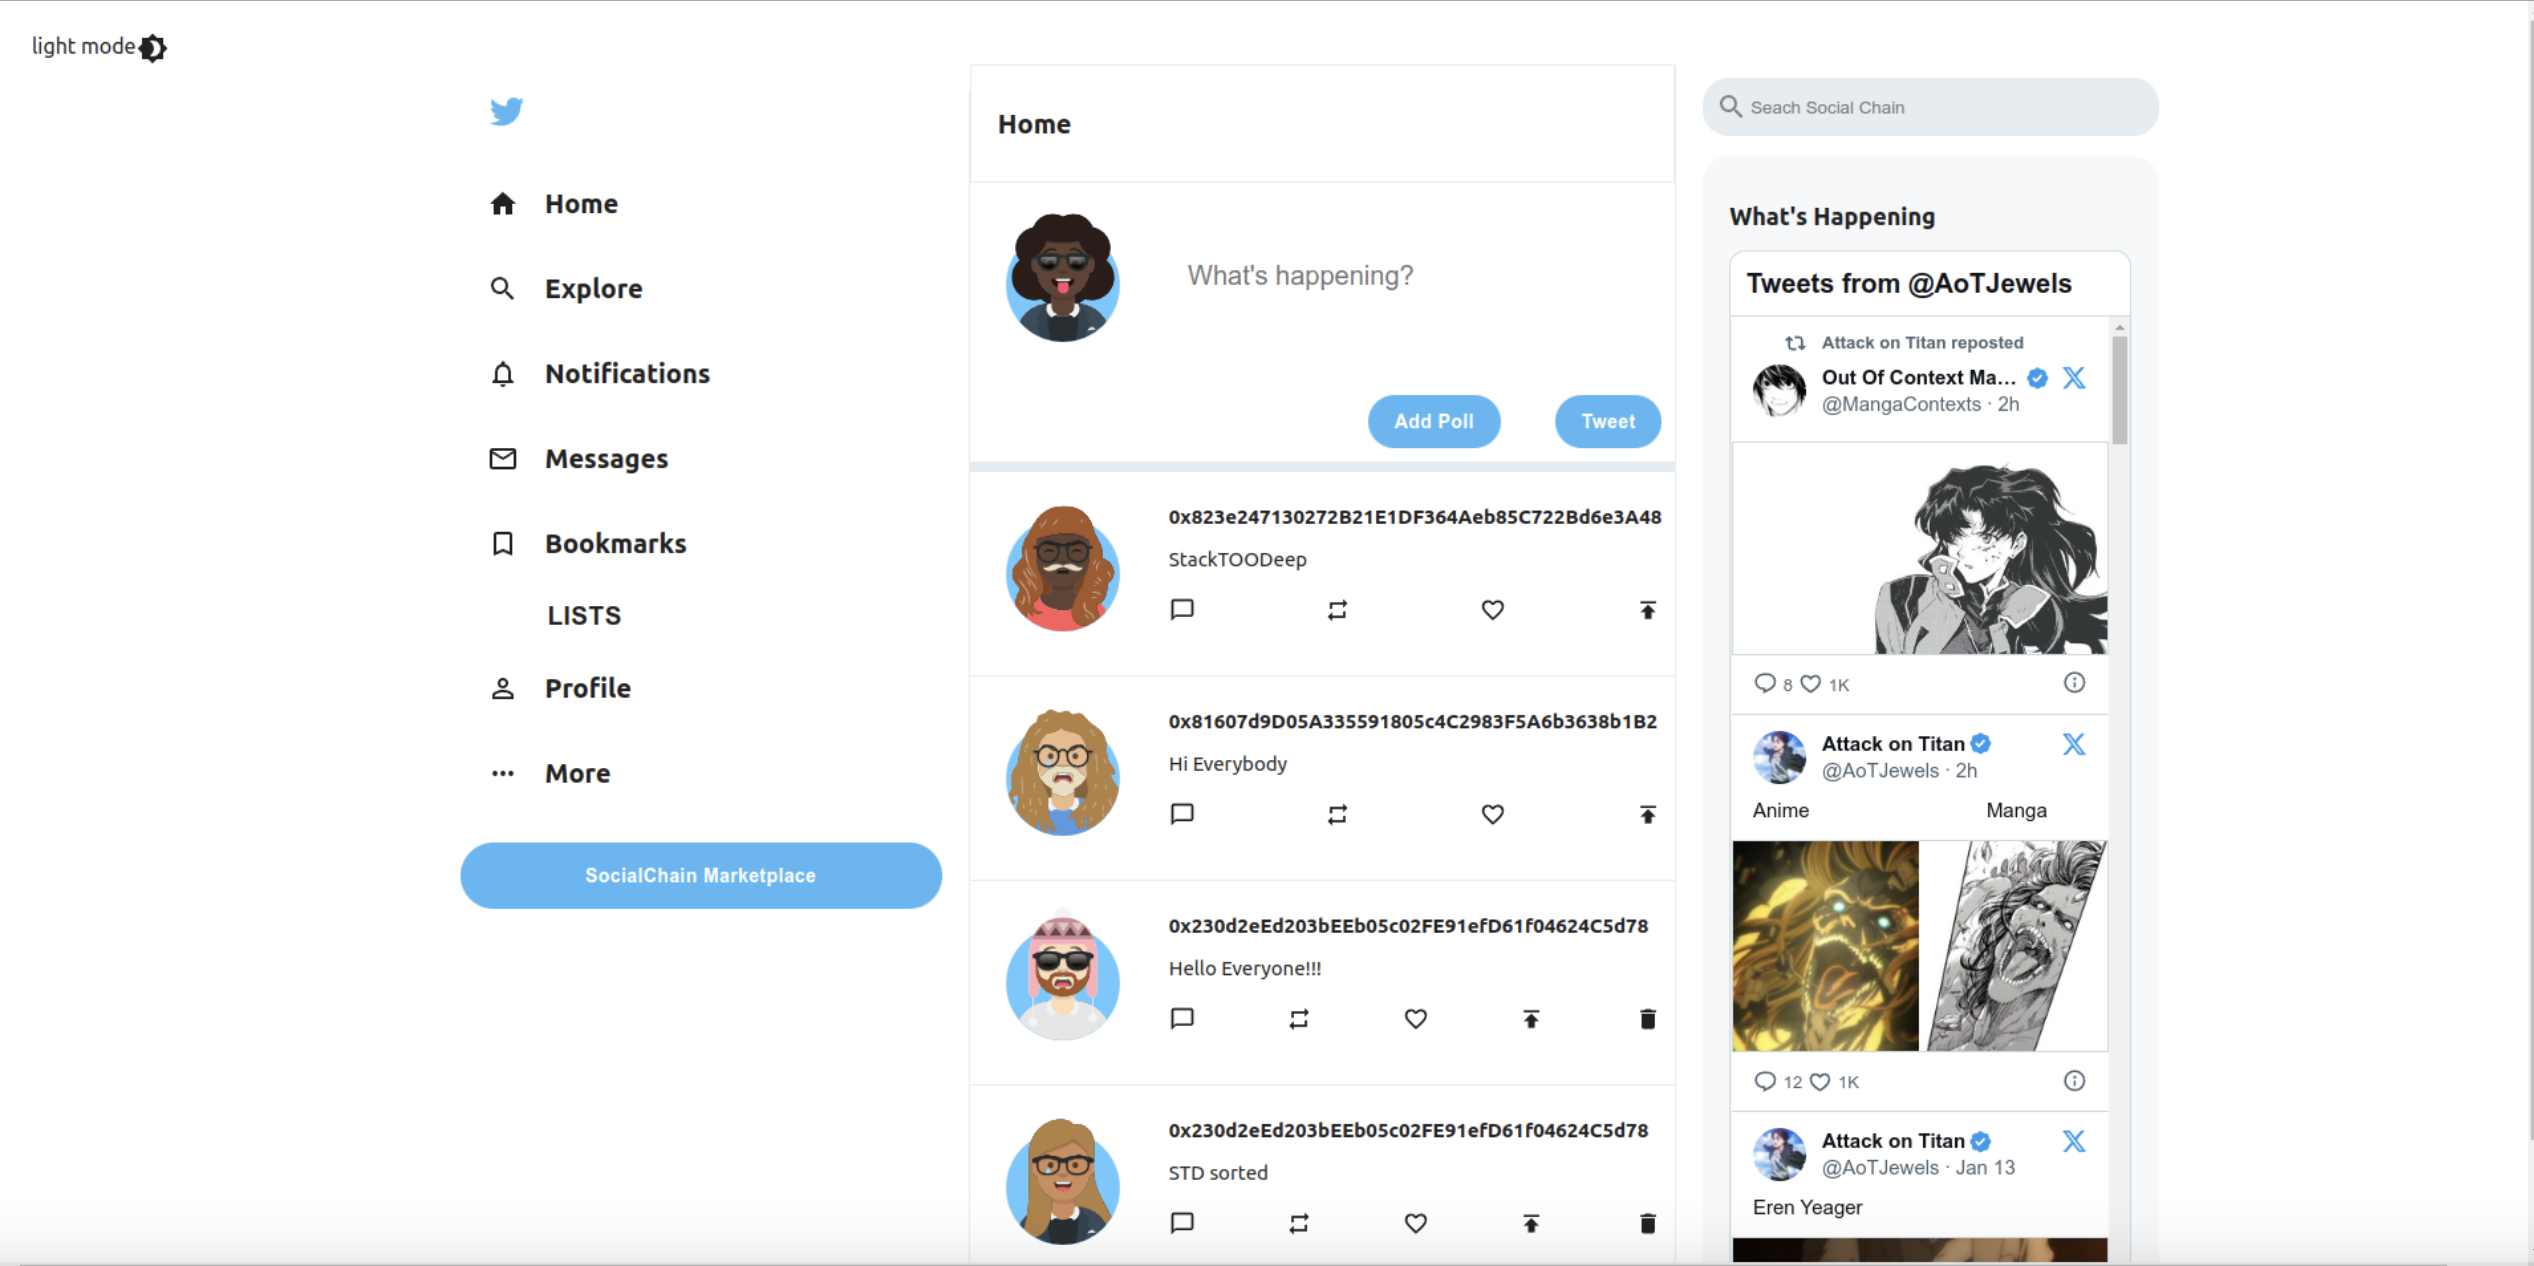 light mode
Home
Explore
Notifications
Messages
Bookmarks
LISTS
Profile
More
SocialChain Marketplace
Home
What's happening?
Add Poll
Tweet
0x823e247130272B21E1DF364Aeb85C722Bd6e3A48
StackTOODeep
0x81607d9D05A335591805c4C2983F5A6b3638b1B2
Hi Everybody
0x230d2eEd203bEEb05c02FE91efD61f04624C5d78
Hello Everyone!!!
0x230d2eEd203bEEb05c02FE91efD61f04624C5d78
STD sorted
Seach Social Chain
What's Happening
Tweets from @AoTJewels
Attack on Titan reposted
Out Of Context Ma...
@MangaContexts · 2h
8 1K
Attack on Titan
@AoTJewels · 2h
Anime Manga
12 1K
Attack on Titan
@AoTJewels · Jan 13
Eren Yeager